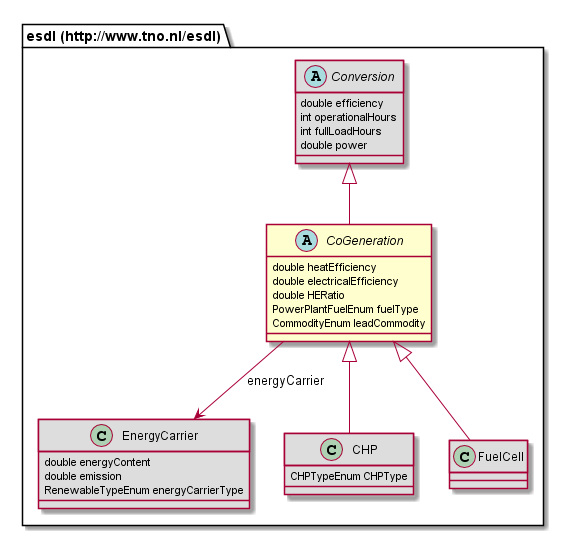 esdl (http://www.tno.nl/esdl)
A Conversion
double efficiency
int operationalHours
int fullLoadHours
double power
A CoGeneration
double heatEfficiency
double electricalEfficiency
double HERatio
PowerPlantFuelEnum fuelType
CommodityEnum leadCommodity
energyCarrier
C EnergyCarrier
double energyContent
double emission
RenewableTypeEnum energyCarrierType
C CHP
CHPTypeEnum CHPType
C FuelCell